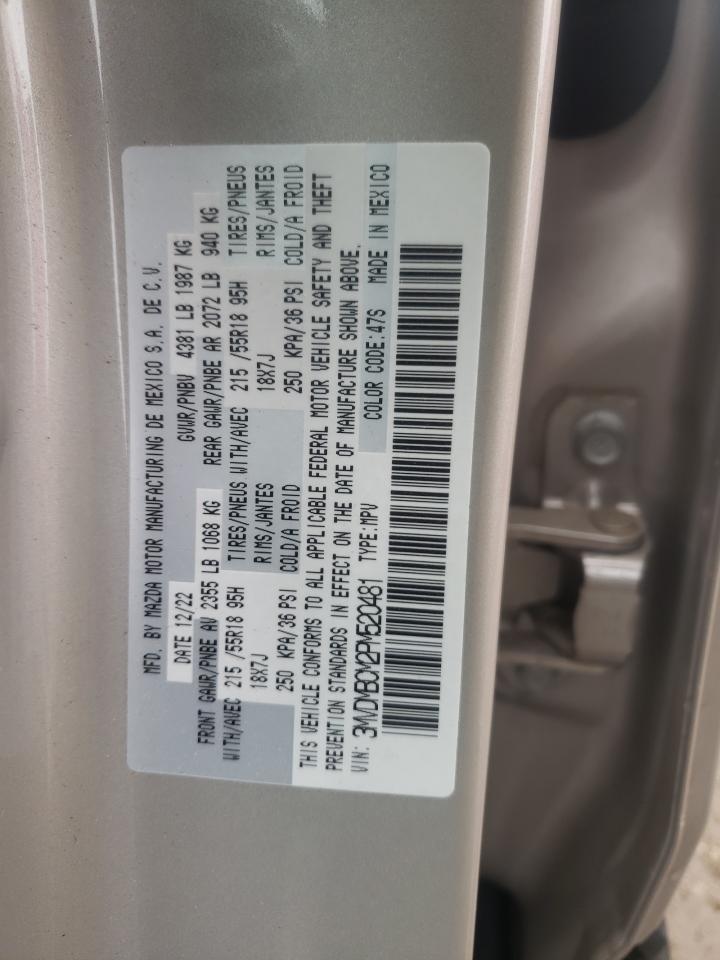 MFD. BY MAZDA MOTOR MANUFACTURING DE MEXICO S.A. DE C.V.
DATE 12/22 GVWR/PNBV 4381 LB 1987 KG
FRONT GAWR/PNBE AV 2355 LB 1068 KG REAR GAWR/PNBE AR 2072 LB 940 KG
WITH/AVEC 215 /55R18 95H TIRES/PNEUS WITH/AVEC 215 /55R18 95H TIRES/PNEUS
18X7J RIMS/JANTES 18X7J RIMS/JANTES
250 KPA/36 PSI COLD/A FROID 250 KPA/36 PSI COLD/A FROID
THIS VEHICLE CONFORMS TO ALL APPLICABLE FEDERAL MOTOR VEHICLE SAFETY AND THEFT
PREVENTION STANDARDS IN EFFECT ON THE DATE OF MANUFACTURE SHOWN ABOVE.
VIN: 3MVDMBCM2PM520481 TYPE:MPV COLOR CODE:47S MADE IN MEXICO